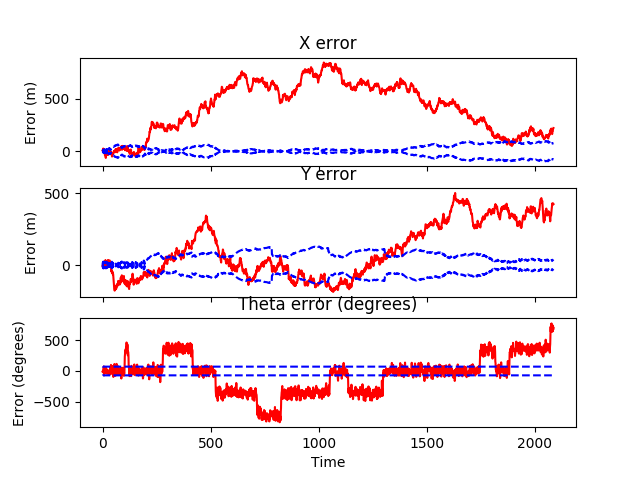 X error
Error (m)
500
0
Y error
Error (m)
500
0
Theta error (degrees)
Error (degrees)
500
0
−500
0 500 1000 1500 2000
Time